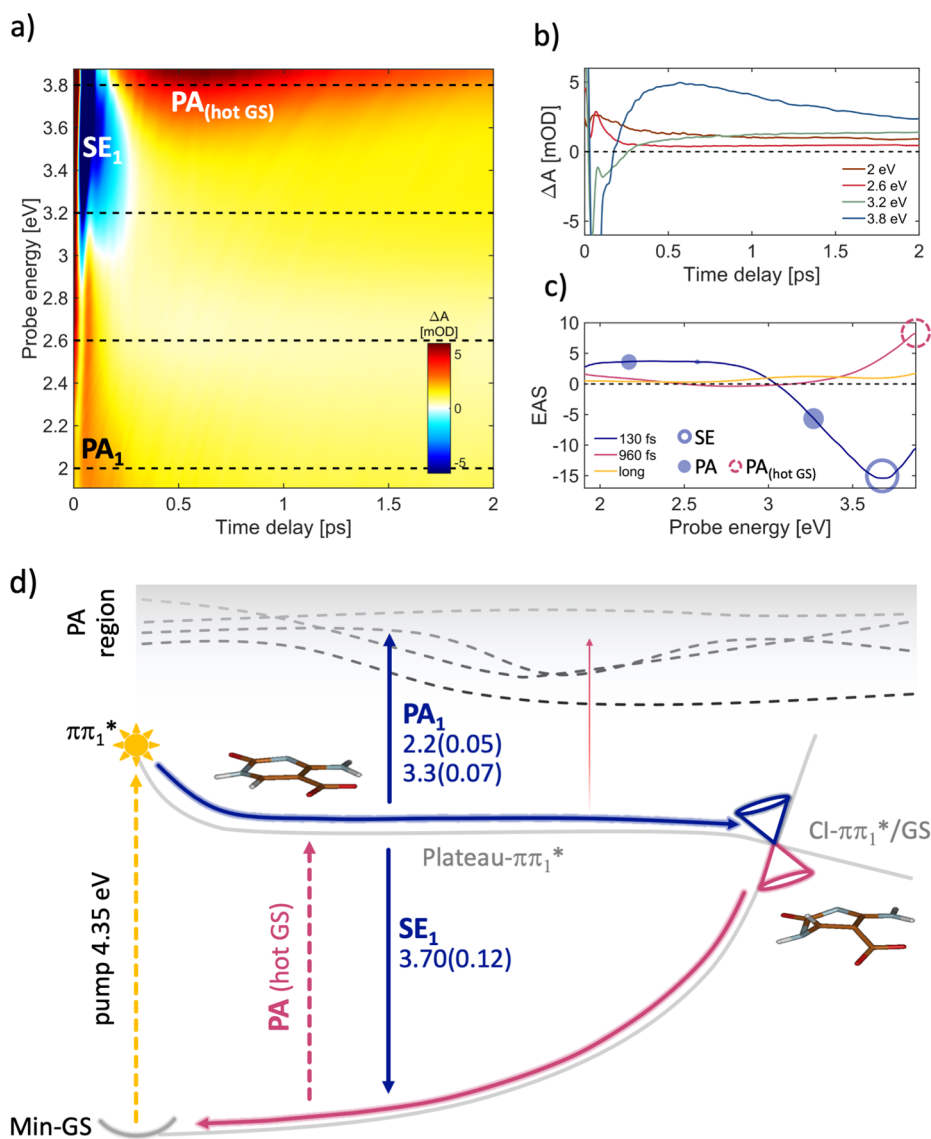 a)
3.8
3.6
3.4
3.2
3
2.8
2.6
2.4
2.2
2
Probe energy [eV]
PA(hot GS)
SE1
PA1
ΔA
[mOD]
5
0
-5
0
0.5
1
1.5
2
Time delay [ps]
b)
5
0
-5
ΔA [mOD]
2 eV
2.6 eV
3.2 eV
3.8 eV
0
0.5
1
1.5
2
Time delay [ps]
c)
10
5
0
-5
-10
-15
EAS
130 fs
960 fs
long
SE
PA
PA(hot GS)
2
2.5
3
3.5
Probe energy [eV]
d)
PA
region
ππ1*
PA1
2.2(0.05)
3.3(0.07)
CI-ππ1*/GS
Plateau-ππ1*
pump 4.35 eV
PA (hot GS)
SE1
3.70(0.12)
Min-GS